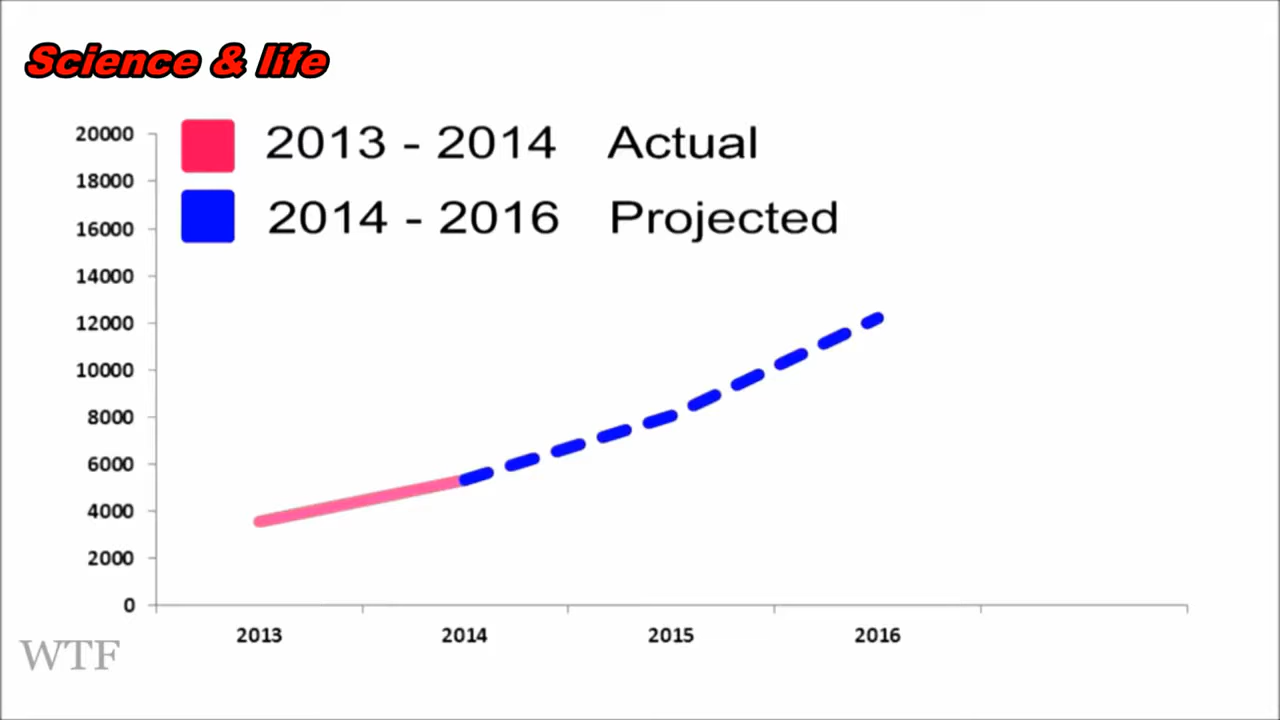 Science & life
2013 - 2014 Actual
2014 - 2016 Projected
20000
18000
16000
14000
12000
10000
8000
6000
4000
2000
0
2013 2014 2015 2016
WTF